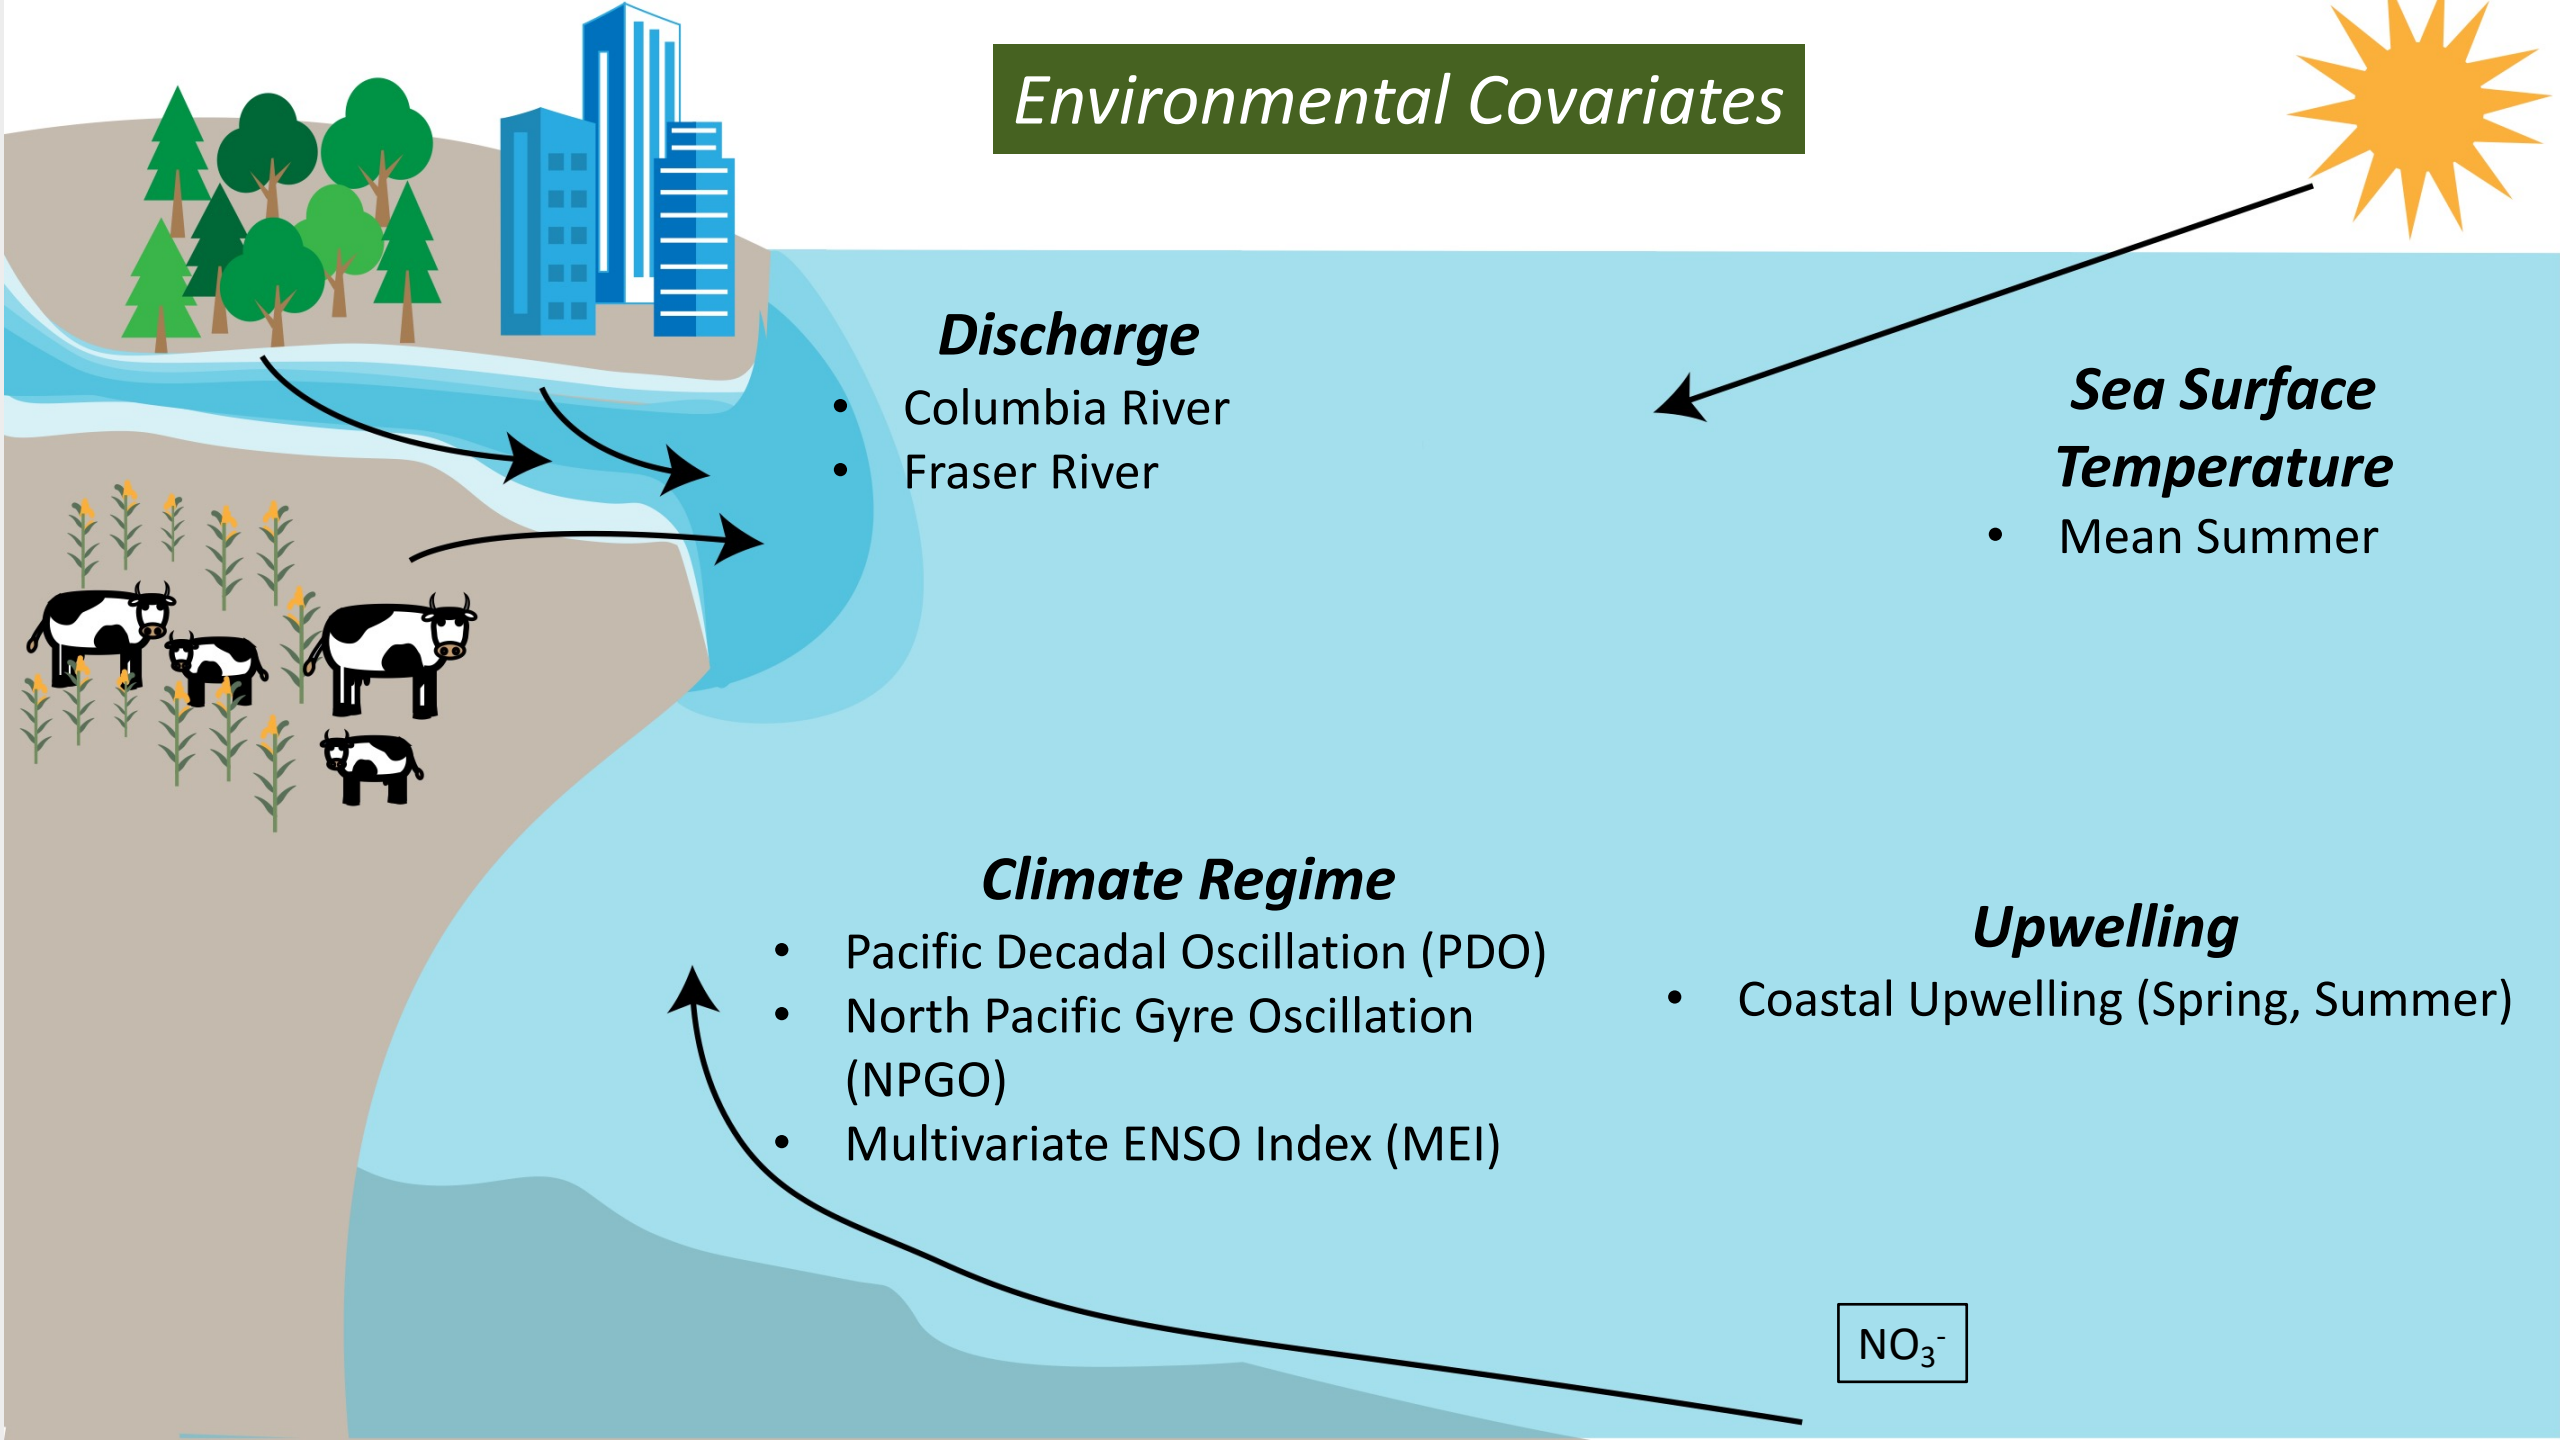 Environmental Covariates
Discharge
• Columbia River
• Fraser River
Sea Surface
Temperature
• Mean Summer
Climate Regime
• Pacific Decadal Oscillation (PDO)
• North Pacific Gyre Oscillation
(NPGO)
• Multivariate ENSO Index (MEI)
Upwelling
• Coastal Upwelling (Spring, Summer)
NO₃⁻